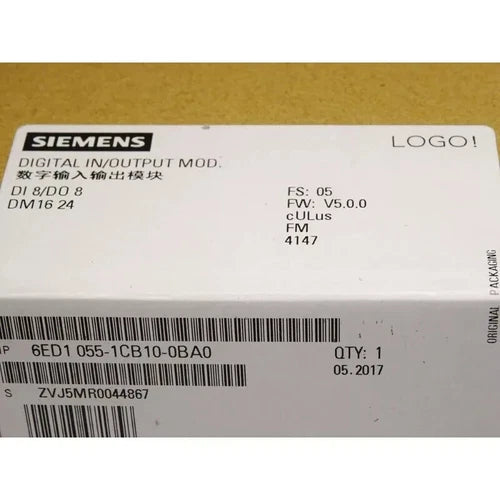 SIEMENS
LOGO!
DIGITAL IN/OUTPUT MOD.
数字输入输出模块
DI 8/DO 8
DM16 24
FS: 05
FW: V5.0.0
cULus
FM
4147
ORIGINAL PACKAGING
1P 6ED1 055-1CB10-0BA0
QTY: 1
05.2017
S ZVJ5MR0044867